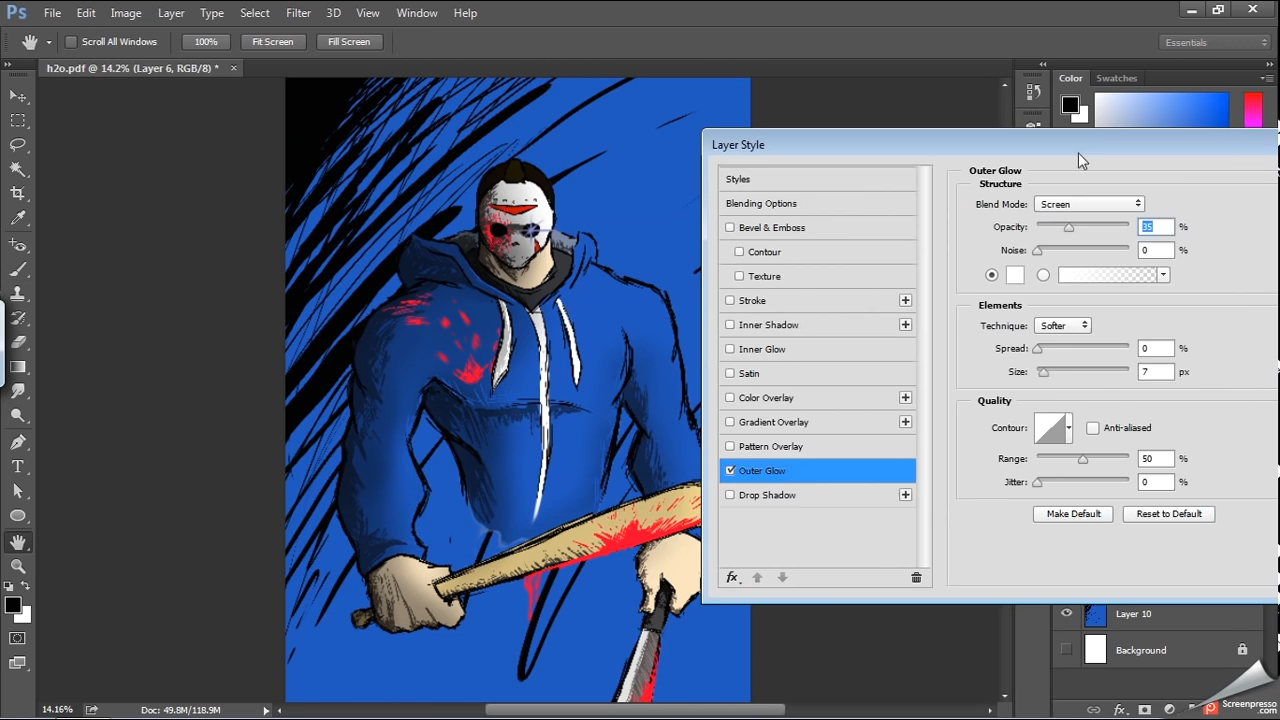 Ps File Edit Image Layer Type Select Filter 3D View Window Help
Scroll All Windows 100% Fit Screen Fill Screen Essentials
h2o.pdf @ 14.2% (Layer 6, RGB/8) * ×
Color Swatches
Layer Style
Styles
Blending Options
Bevel & Emboss
Contour
Texture
Stroke
Inner Shadow
Inner Glow
Satin
Color Overlay
Gradient Overlay
Pattern Overlay
Outer Glow
Drop Shadow
fx
Outer Glow
Structure
Blend Mode: Screen
Opacity: 35 %
Noise: 0 %
Elements
Technique: Softer
Spread: 0 %
Size: 7 px
Quality
Contour: Anti-aliased
Range: 50 %
Jitter: 0 %
Make Default Reset to Default
Layer 10
Background
14.16% Doc: 49.8M/118.9M
fx
Screenpresso
.com